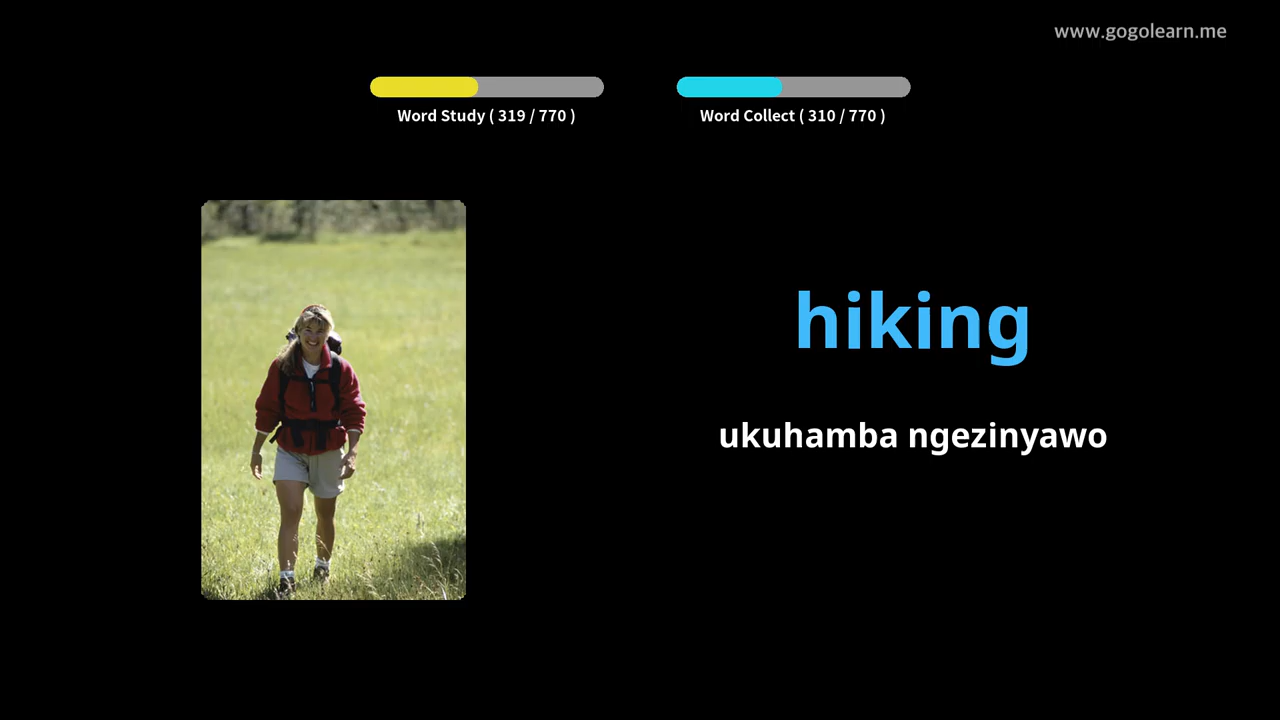 www.gogolearn.me
Word Study ( 319 / 770 )
Word Collect ( 310 / 770 )
hiking
ukuhamba ngezinyawo